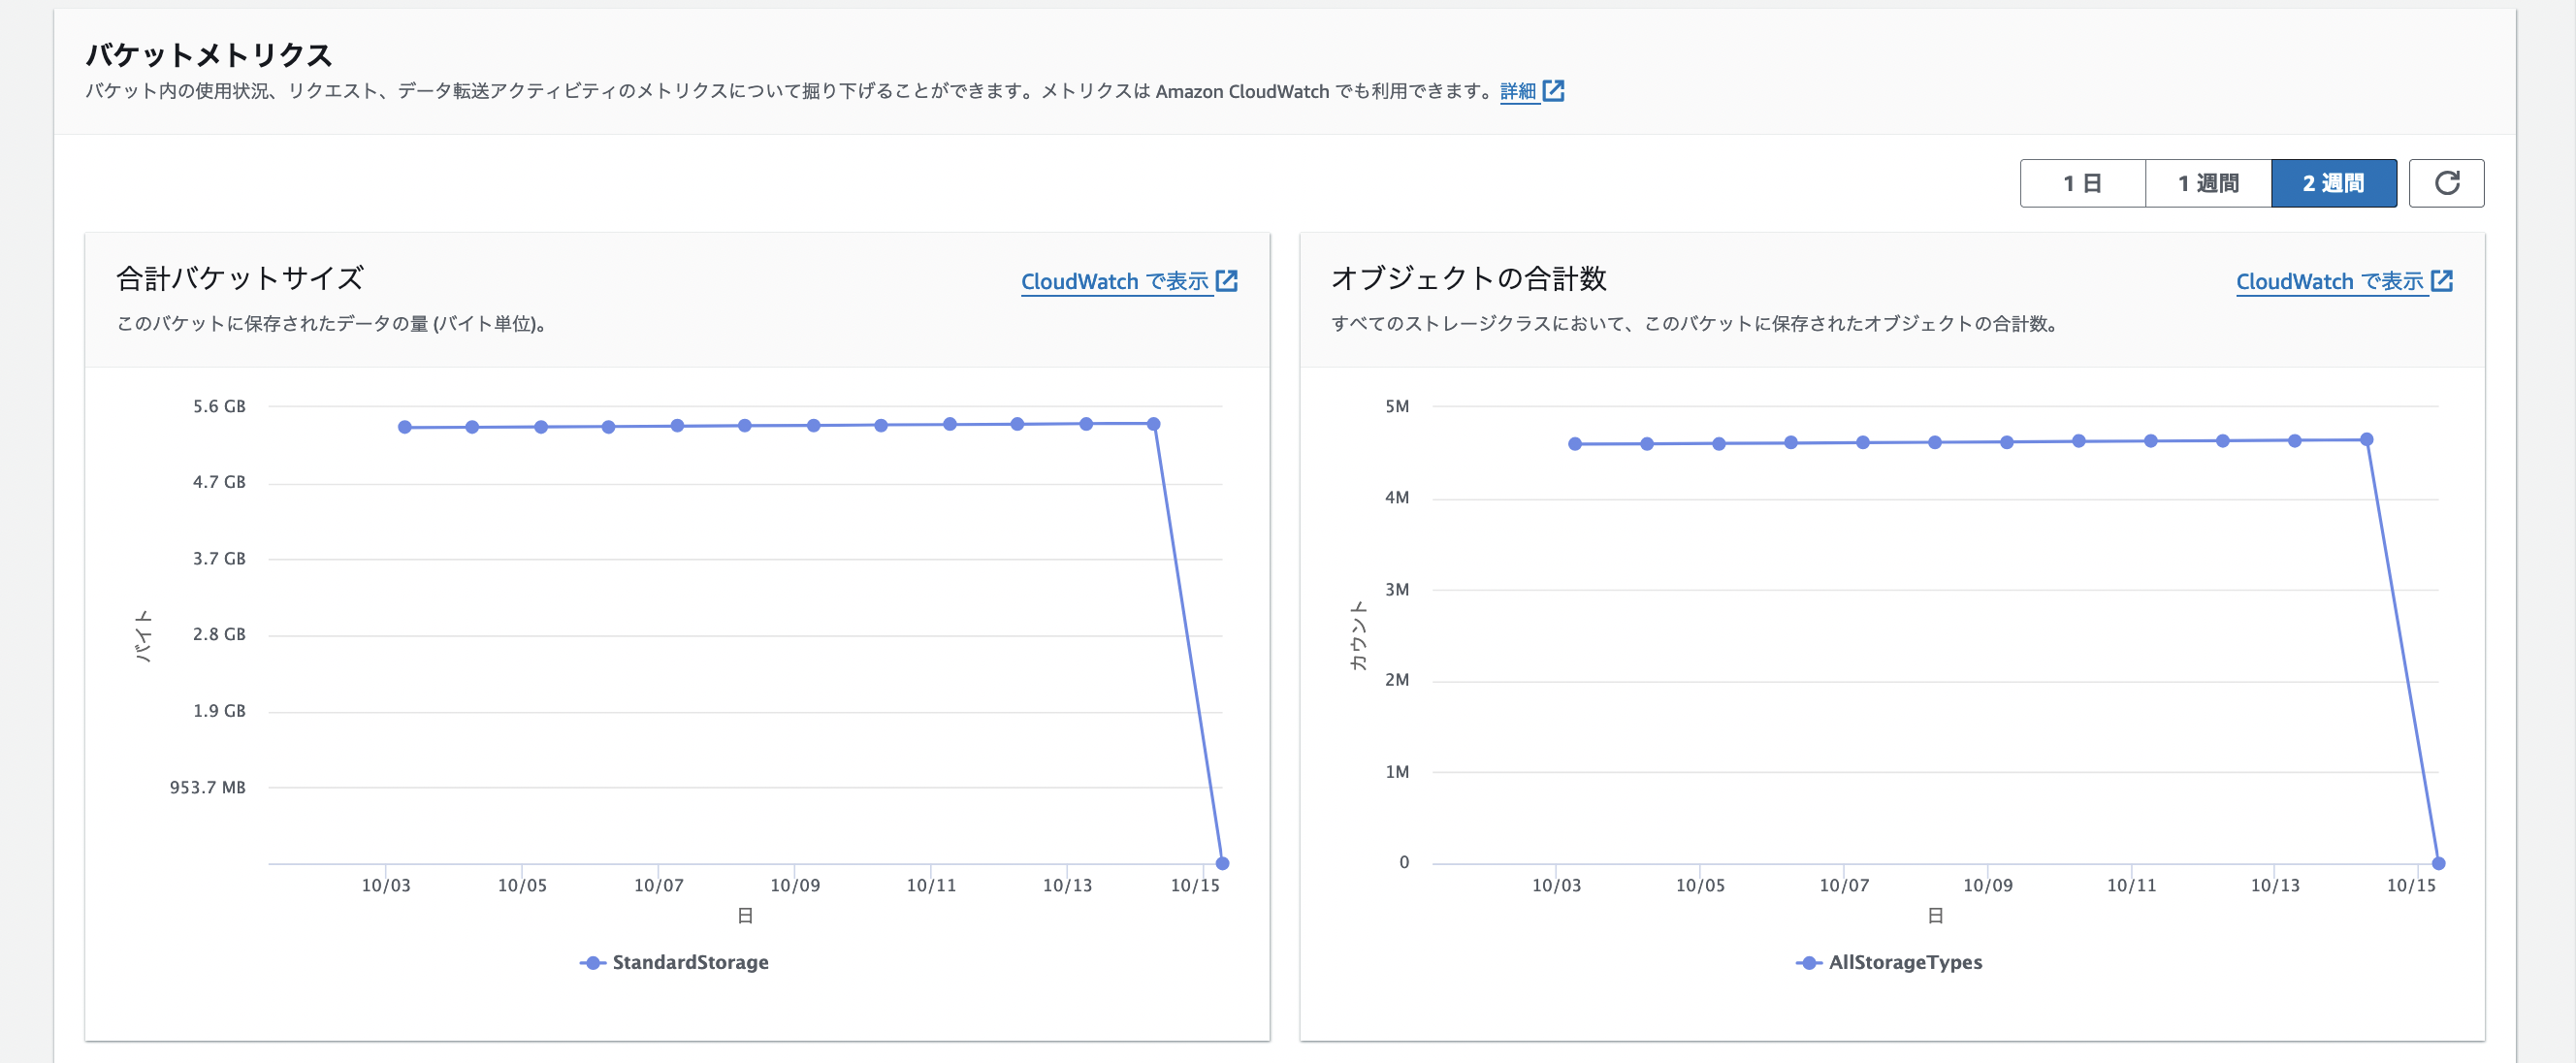 バケットメトリクス
バケット内の使用状況、リクエスト、データ転送アクティビティのメトリクスについて掘り下げることができます。メトリクスは Amazon CloudWatch でも利用できます。詳細
1 日
1 週間
2 週間
合計バケットサイズ
CloudWatch で表示
このバケットに保存されたデータの量 (バイト単位)。
5.6 GB
4.7 GB
3.7 GB
2.8 GB
1.9 GB
953.7 MB
バイト
10/03 10/05 10/07 10/09 10/11 10/13 10/15
日
StandardStorage
オブジェクトの合計数
CloudWatch で表示
すべてのストレージクラスにおいて、このバケットに保存されたオブジェクトの合計数。
5M
4M
3M
2M
1M
0
カウント
10/03 10/05 10/07 10/09 10/11 10/13 10/15
日
AllStorageTypes